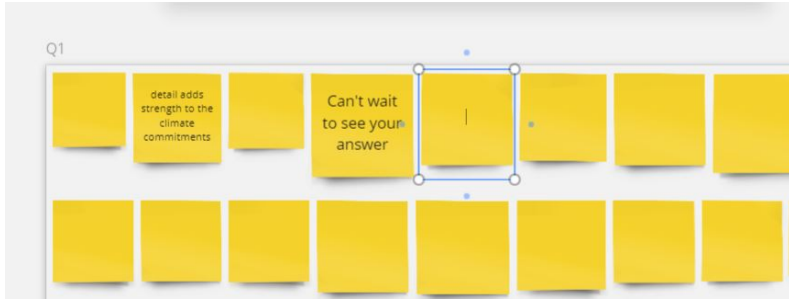 Q1
detail adds
strength to the
climate
commitments
Can't wait
to see your
answer